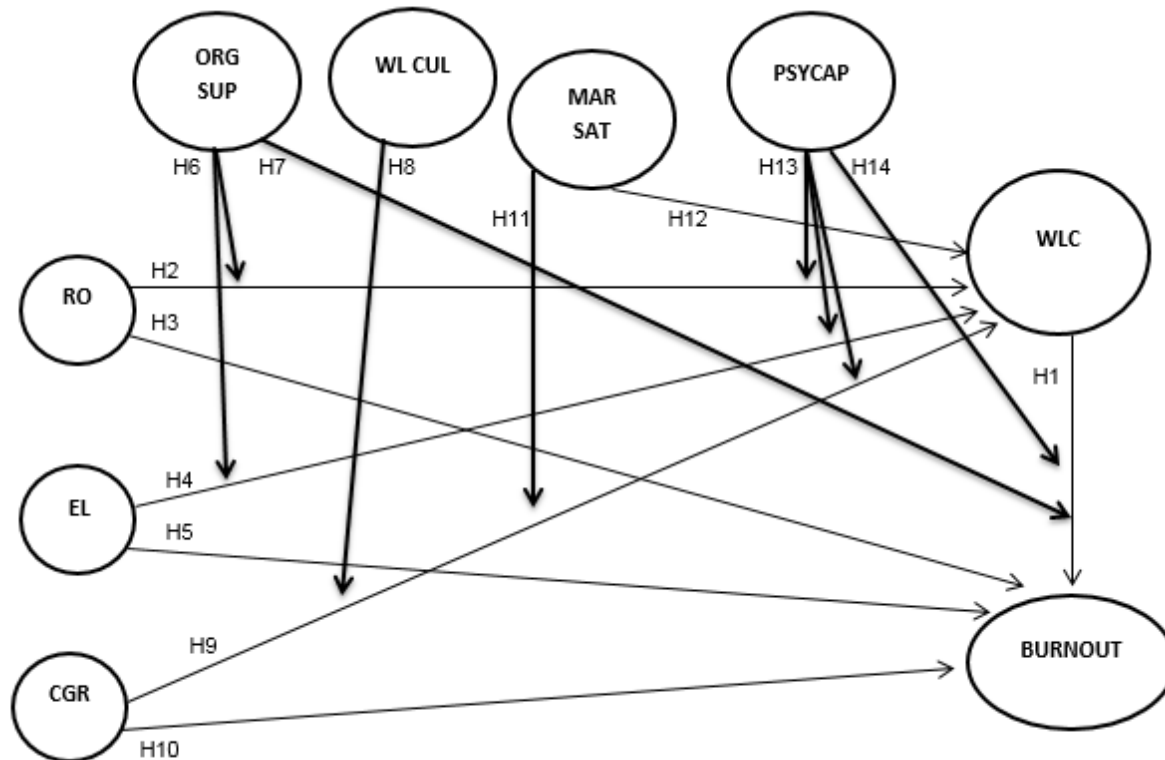 ORG
SUP
WL CUL
MAR
SAT
PSYCAP
H6
H7
H8
H13
H14
H11
H12
WLC
RO
H2
H3
H1
EL
H4
H5
H9
BURNOUT
CGR
H10